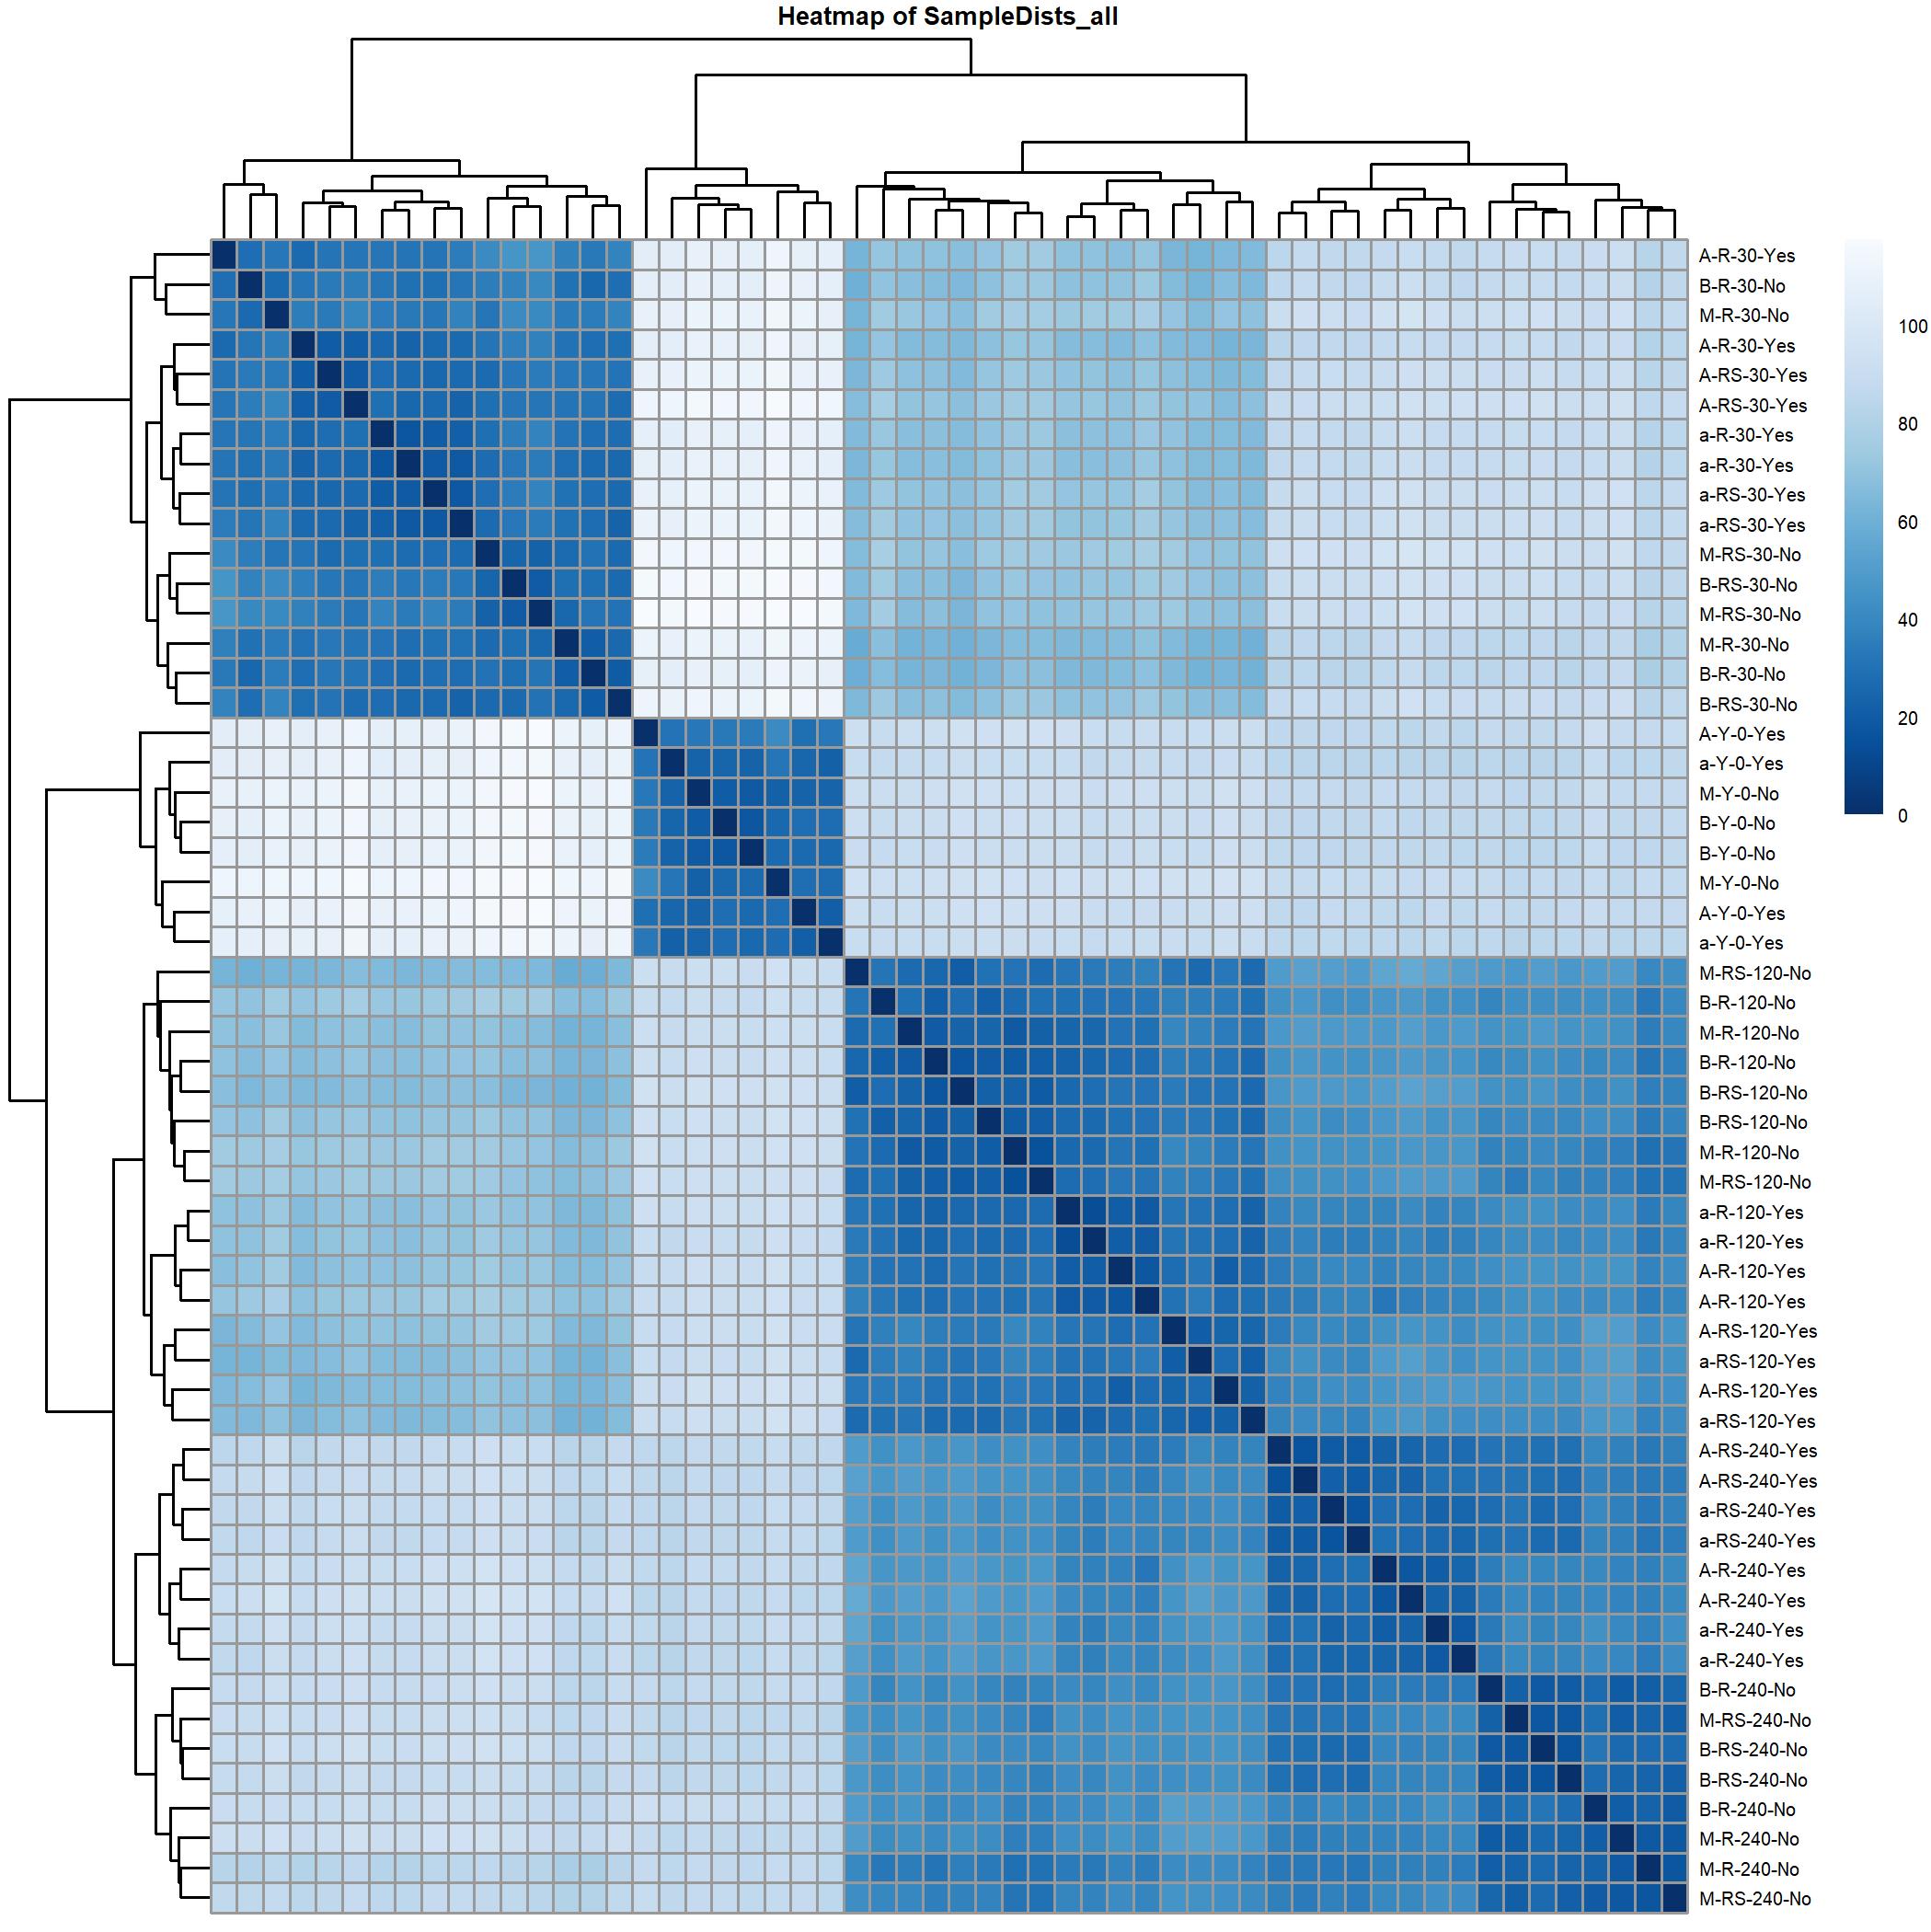 Heatmap of SampleDists_all
A-R-30-Yes
B-R-30-No
M-R-30-No
A-R-30-Yes
A-RS-30-Yes
A-RS-30-Yes
a-R-30-Yes
a-R-30-Yes
a-RS-30-Yes
a-RS-30-Yes
M-RS-30-No
B-RS-30-No
M-RS-30-No
M-R-30-No
B-R-30-No
B-RS-30-No
A-Y-0-Yes
a-Y-0-Yes
M-Y-0-No
B-Y-0-No
B-Y-0-No
M-Y-0-No
A-Y-0-Yes
a-Y-0-Yes
M-RS-120-No
B-R-120-No
M-R-120-No
B-R-120-No
B-RS-120-No
B-RS-120-No
M-R-120-No
M-RS-120-No
a-R-120-Yes
a-R-120-Yes
A-R-120-Yes
A-R-120-Yes
A-RS-120-Yes
a-RS-120-Yes
A-RS-120-Yes
a-RS-120-Yes
A-RS-240-Yes
A-RS-240-Yes
a-RS-240-Yes
a-RS-240-Yes
A-R-240-Yes
A-R-240-Yes
a-R-240-Yes
a-R-240-Yes
B-R-240-No
M-RS-240-No
B-RS-240-No
B-RS-240-No
B-R-240-No
M-R-240-No
M-R-240-No
M-RS-240-No
100
80
60
40
20
0